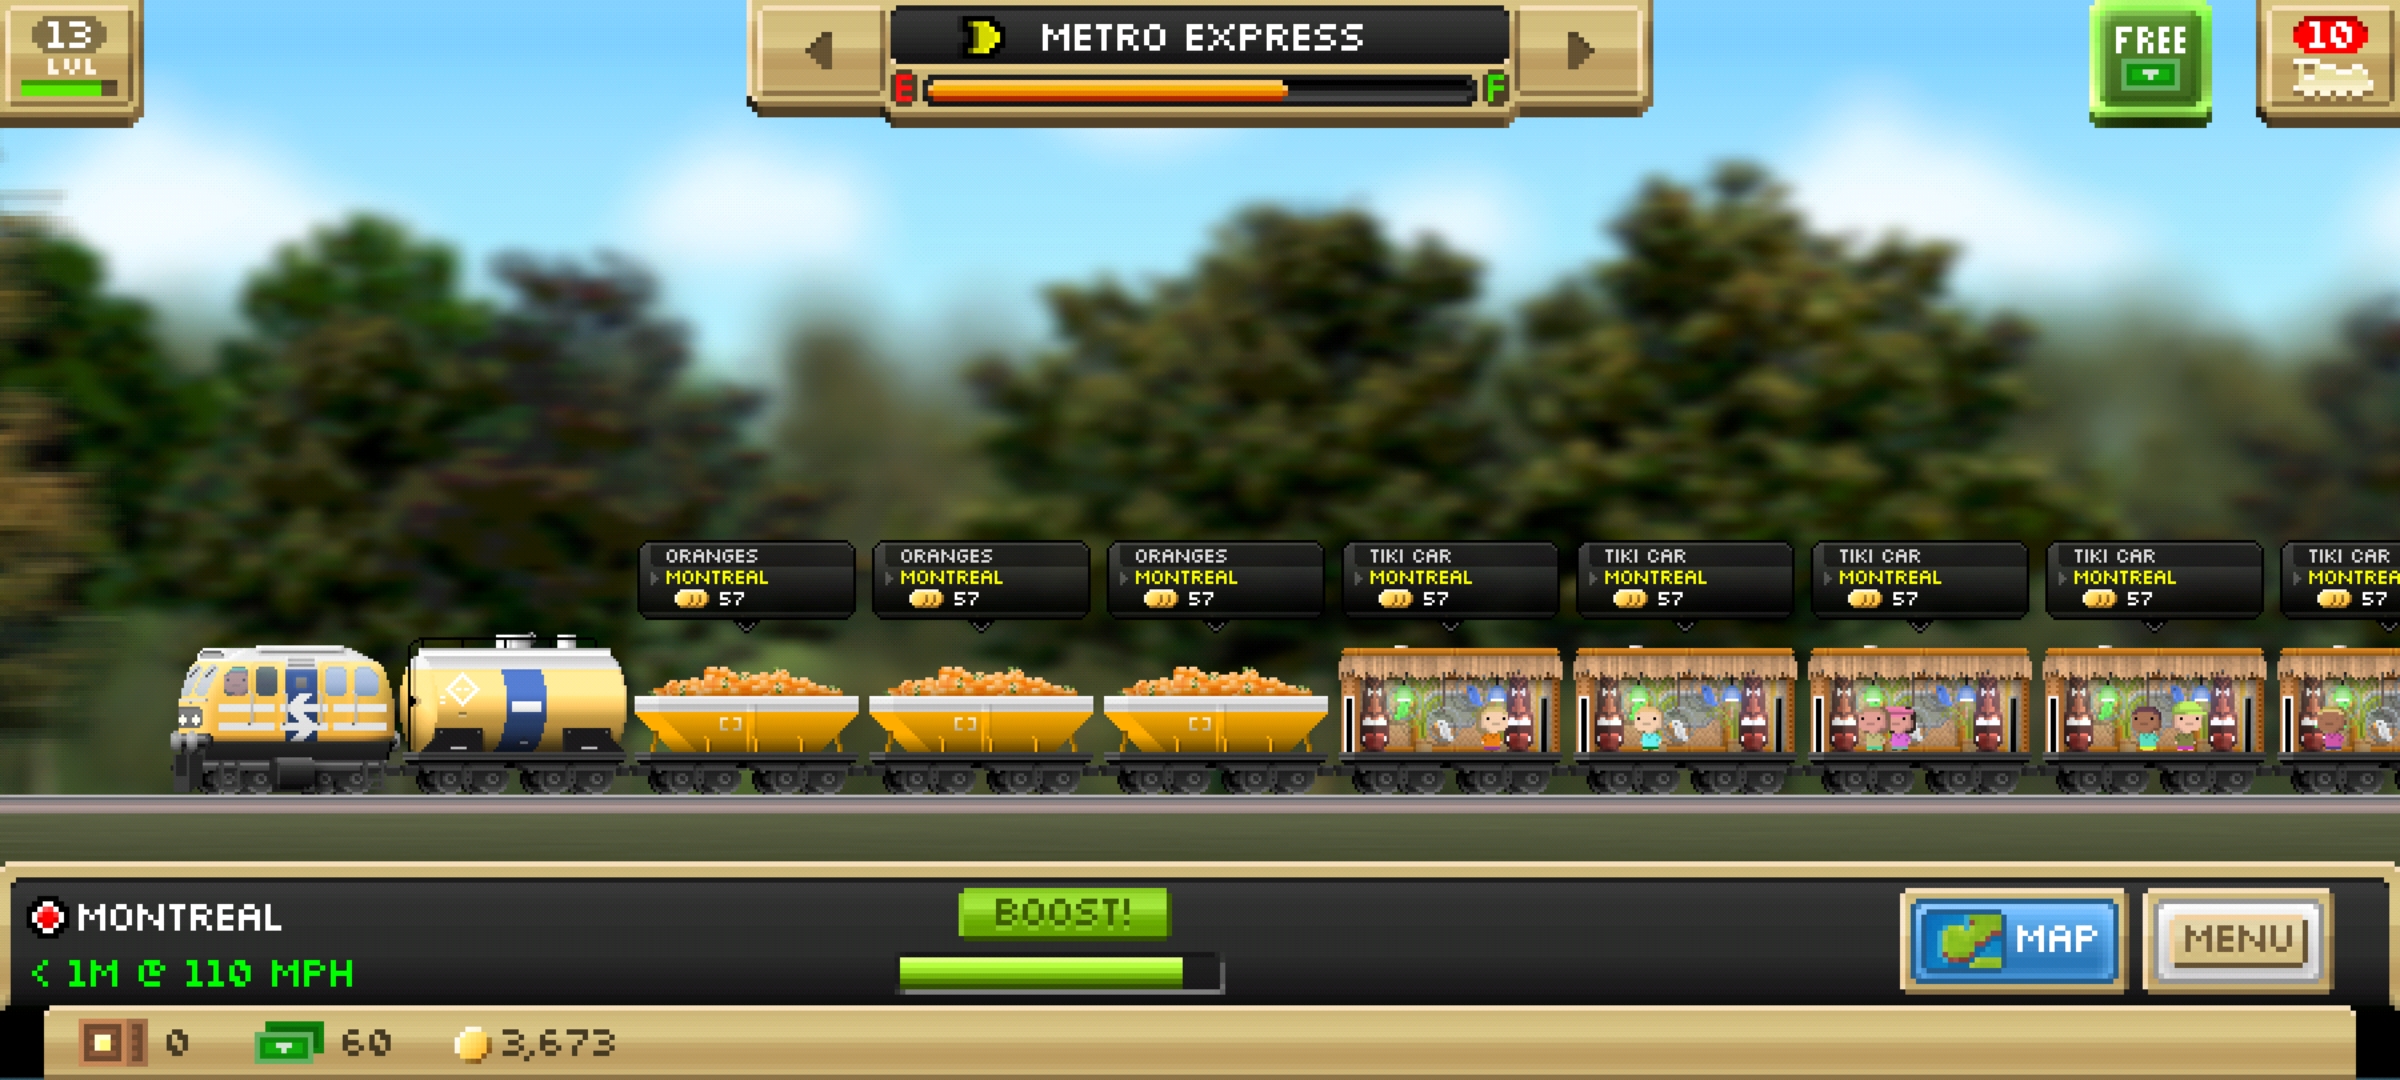 13
LVL
METRO EXPRESS
E
F
FREE
10
ORANGES
MONTREAL
57
ORANGES
MONTREAL
57
ORANGES
MONTREAL
57
TIKI CAR
MONTREAL
57
TIKI CAR
MONTREAL
57
TIKI CAR
MONTREAL
57
TIKI CAR
MONTREAL
57
TIKI CAR
MONTREA
57
MONTREAL
BOOST!
MAP
MENU
< 1M @ 110 MPH
0
60
3,673